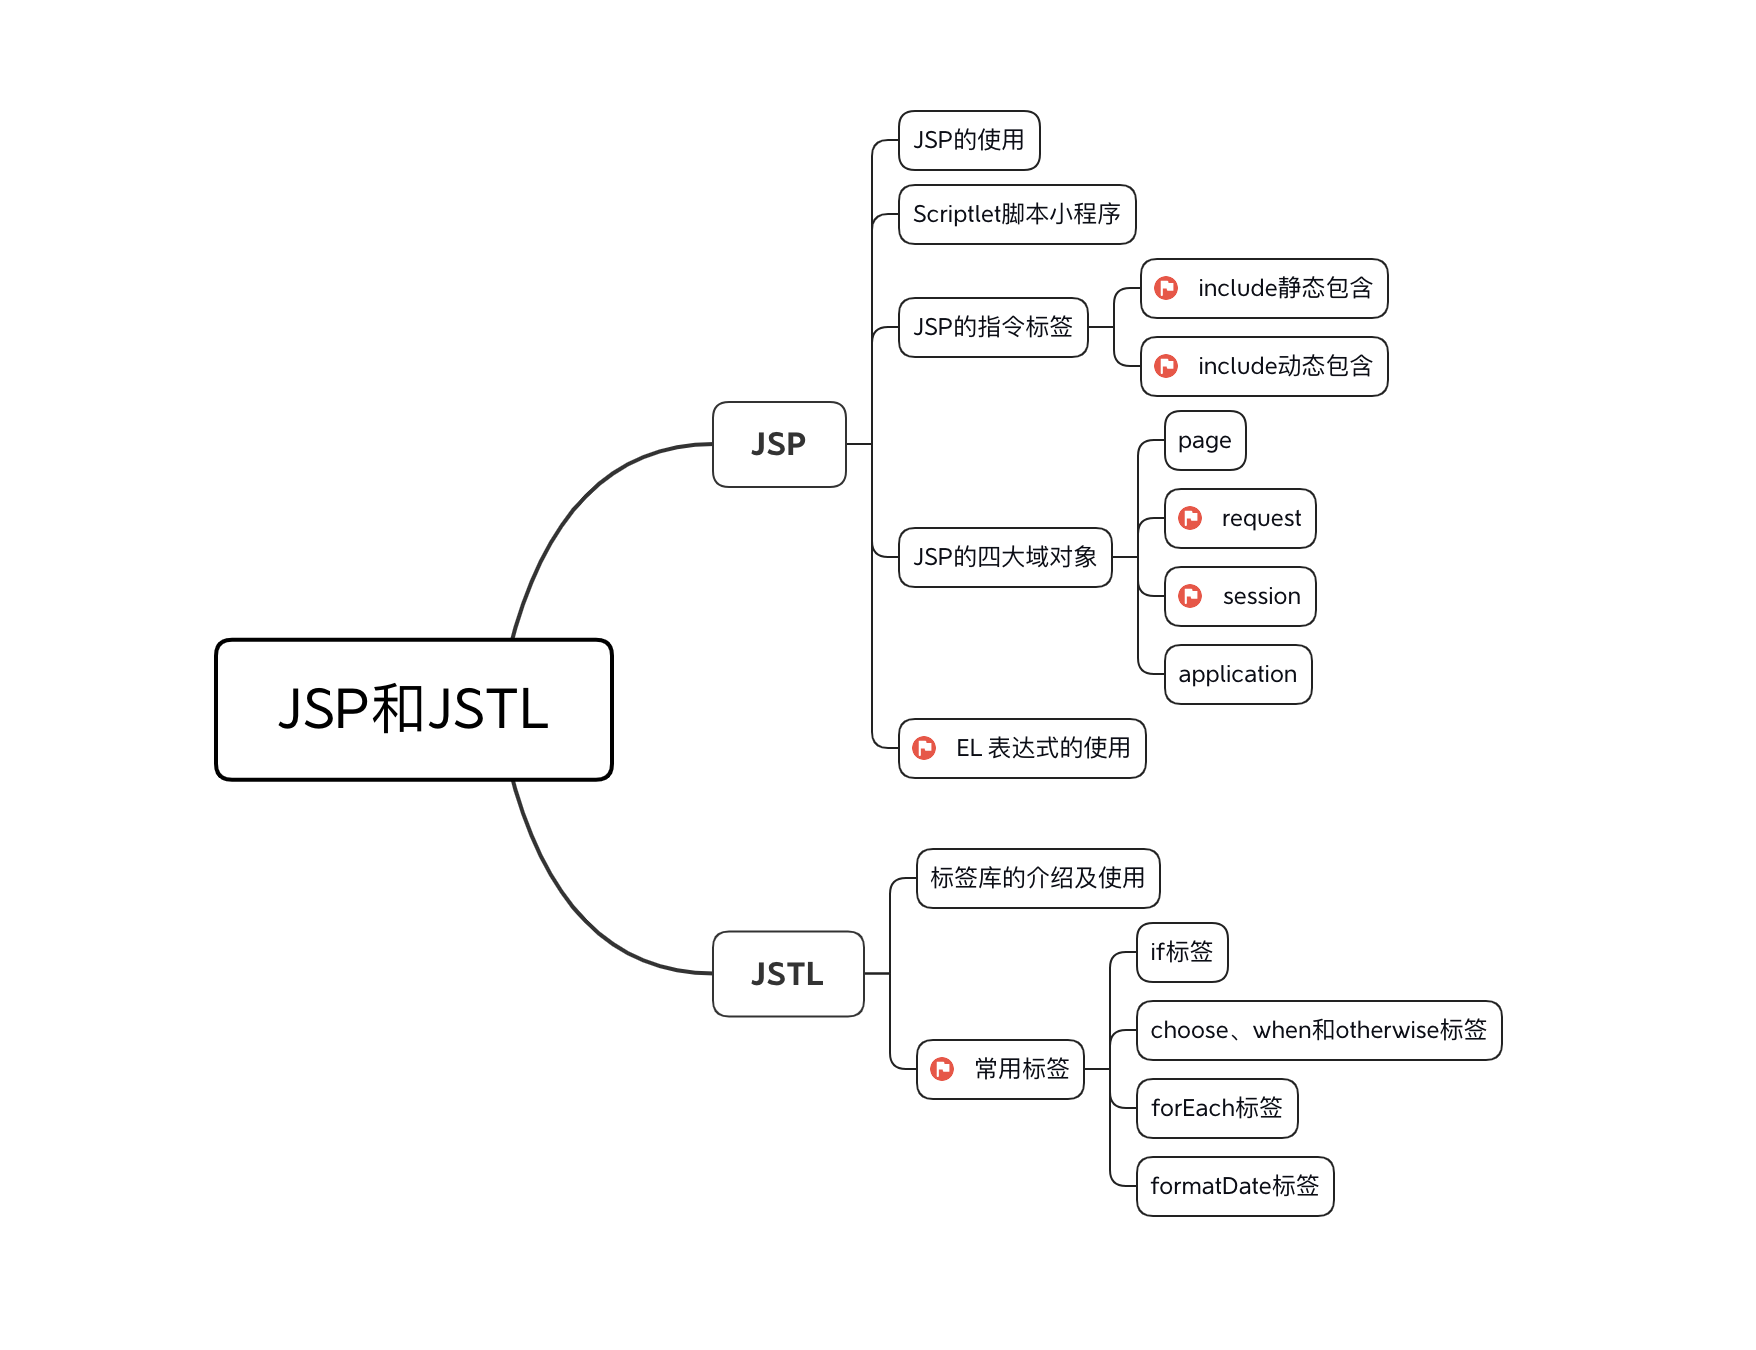 JSP和JSTL
JSP
JSP的使用
Scriptlet脚本小程序
JSP的指令标签
include静态包含
include动态包含
JSP的四大域对象
page
request
session
application
EL 表达式的使用
JSTL
标签库的介绍及使用
常用标签
if标签
choose、when和otherwise标签
forEach标签
formatDate标签